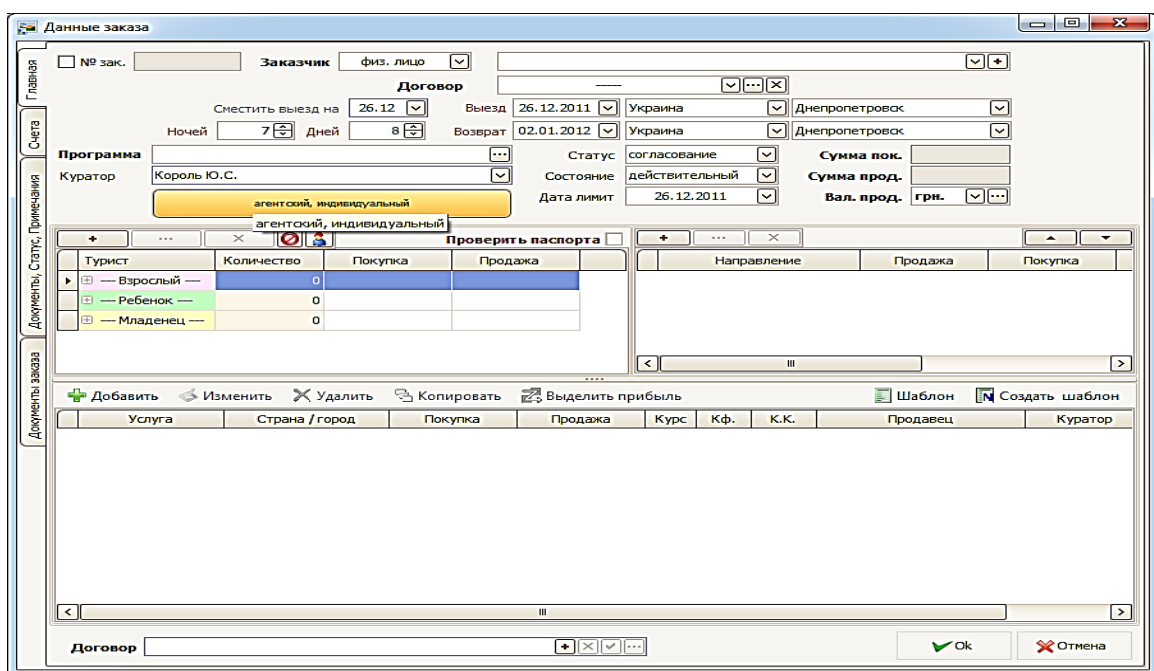 Данные заказа
Главная
Счета
Документы, Статус, Примечания
Документы заказа
№ зак. Заказчик физ. лицо
Договор -----
Сместить выезд на 26.12 Выезд 26.12.2011 Украина Днепропетровск
Ночей 7 Дней 8 Возврат 02.01.2012 Украина Днепропетровск
Программа Статус согласование Сумма пок.
Куратор Король Ю.С. Состояние действительный Сумма прод.
агентский, индивидуальный Дата лимит 26.12.2011 Вал. прод. грн.
агентский, индивидуальный
Проверить паспорта
Турист Количество Покупка Продажа Направление Продажа Покупка
--- Взрослый --- 0
--- Ребенок --- 0
--- Младенец --- 0
Добавить Изменить Удалить Копировать Выделить прибыль Шаблон Создать шаблон
Услуга Страна / город Покупка Продажа Курс Кф. К.К. Продавец Куратор
Договор Ok Отмена